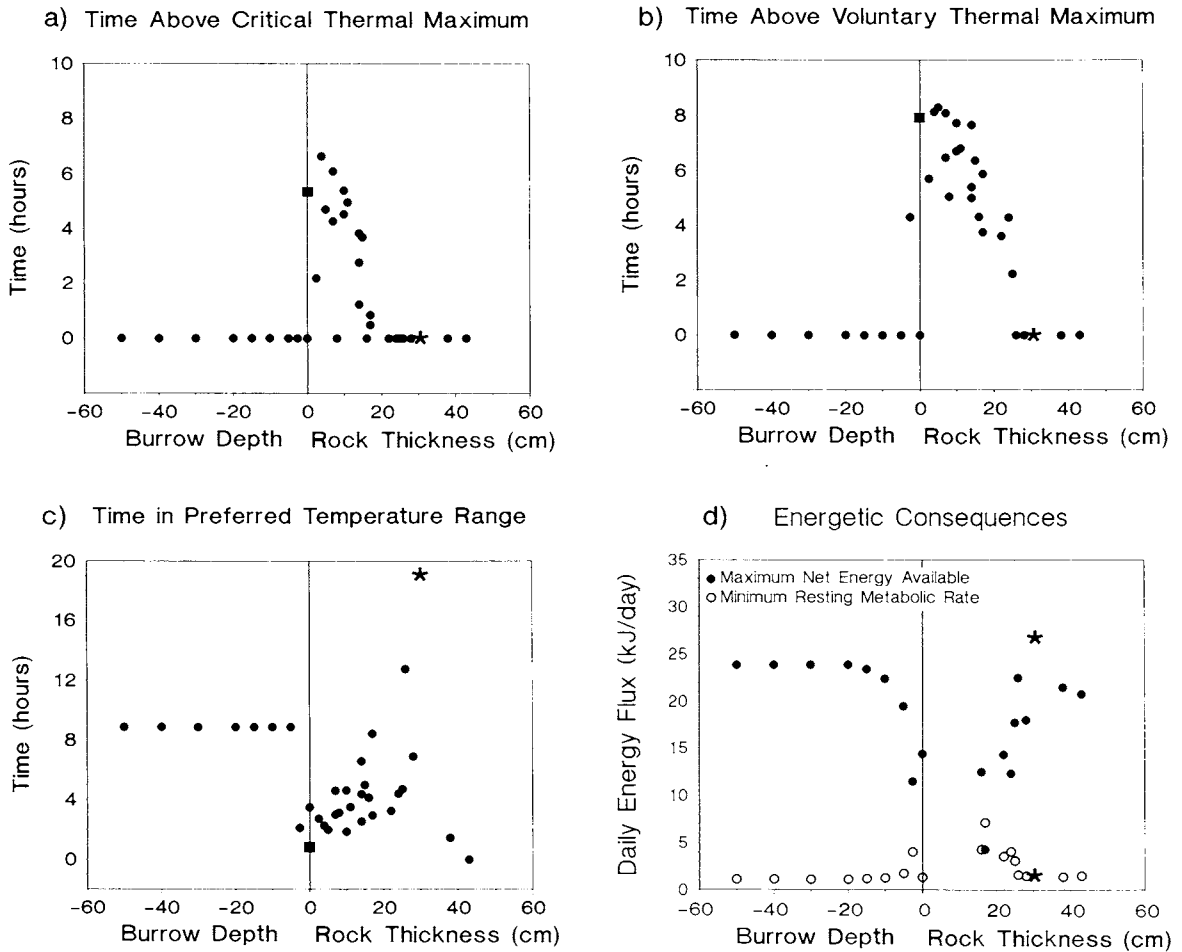 a) Time Above Critical Thermal Maximum
10
8
6
4
2
0
Time (hours)
-60 -40 -20 0 20 40 60
Burrow Depth Rock Thickness (cm)
b) Time Above Voluntary Thermal Maximum
10
8
6
4
2
0
Time (hours)
-60 -40 -20 0 20 40 60
Burrow Depth Rock Thickness (cm)
c) Time in Preferred Temperature Range
20
16
12
8
4
0
Time (hours)
-60 -40 -20 0 20 40 60
Burrow Depth Rock Thickness (cm)
d) Energetic Consequences
35
30
25
20
15
10
5
0
Daily Energy Flux (kJ/day)
Maximum Net Energy Available
Minimum Resting Metabolic Rate
-60 -40 -20 0 20 40 60
Burrow Depth Rock Thickness (cm)